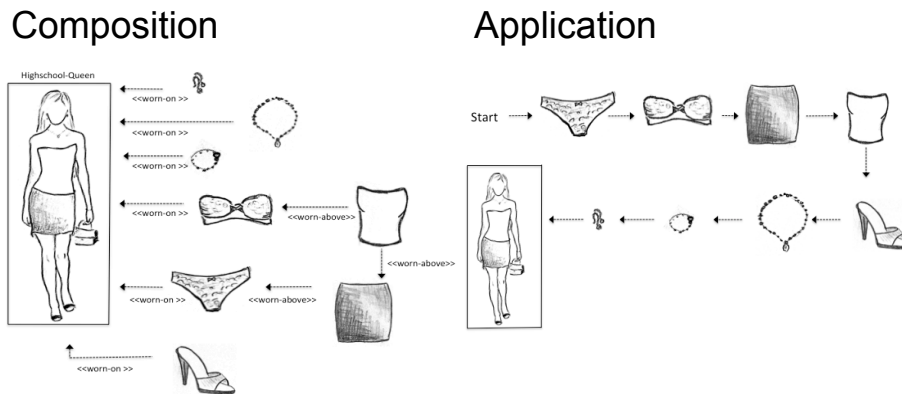 Composition
Application
Highschool-Queen
<<worn-on >>
<<worn-on >>
<<worn-on >>
<<worn-on >>
<<worn-above>>
<<worn-above>>
<<worn-on >>
<<worn-above>>
<<worn-on >>
Start